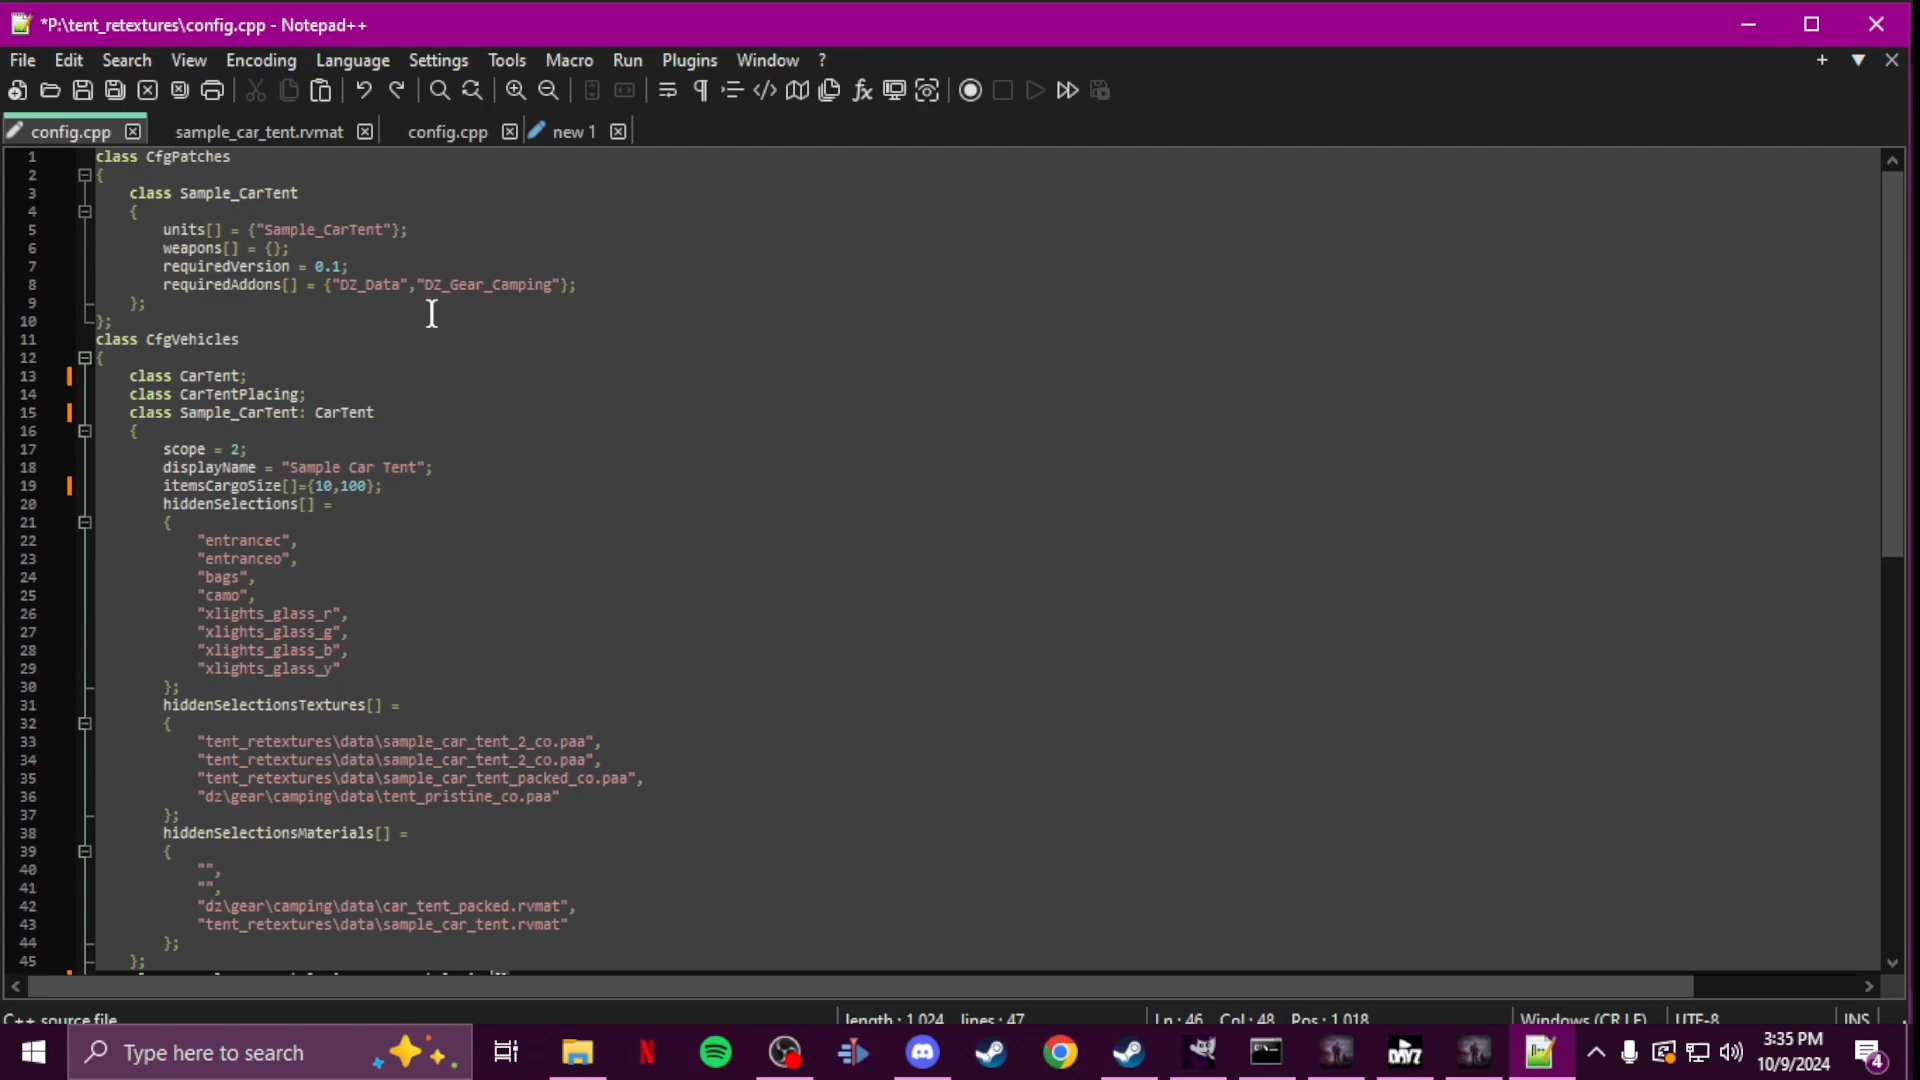 *P:\tent_retextures\config.cpp - Notepad++
File Edit Search View Encoding Language Settings Tools Macro Run Plugins Window ?
config.cpp sample_car_tent.rvmat config.cpp new 1
1 class CfgPatches
2 {
3 class Sample_CarTent
4 {
5 units[] = {"Sample_CarTent"};
6 weapons[] = {};
7 requiredVersion = 0.1;
8 requiredAddons[] = {"DZ_Data","DZ_Gear_Camping"};
9 };
10 };
11 class CfgVehicles
12 {
13 class CarTent;
14 class CarTentPlacing;
15 class Sample_CarTent: CarTent
16 {
17 scope = 2;
18 displayName = "Sample Car Tent";
19 itemsCargoSize[]={10,100};
20 hiddenSelections[] =
21 {
22 "entrancec",
23 "entranceo",
24 "bags",
25 "camo",
26 "xlights_glass_r",
27 "xlights_glass_g",
28 "xlights_glass_b",
29 "xlights_glass_y"
30 };
31 hiddenSelectionsTextures[] =
32 {
33 "tent_retextures\data\sample_car_tent_2_co.paa",
34 "tent_retextures\data\sample_car_tent_2_co.paa",
35 "tent_retextures\data\sample_car_tent_packed_co.paa",
36 "dz\gear\camping\data\tent_pristine_co.paa"
37 };
38 hiddenSelectionsMaterials[] =
39 {
40 "",
41 "",
42 "dz\gear\camping\data\car_tent_packed.rvmat",
43 "tent_retextures\data\sample_car_tent.rvmat"
44 };
45 };
C++ source file length : 1,024 lines : 47 Ln : 46 Col : 48 Pos : 1,018 Windows (CR LF) UTF-8 INS
Type here to search
DAYZ
3:35 PM
10/9/2024
4